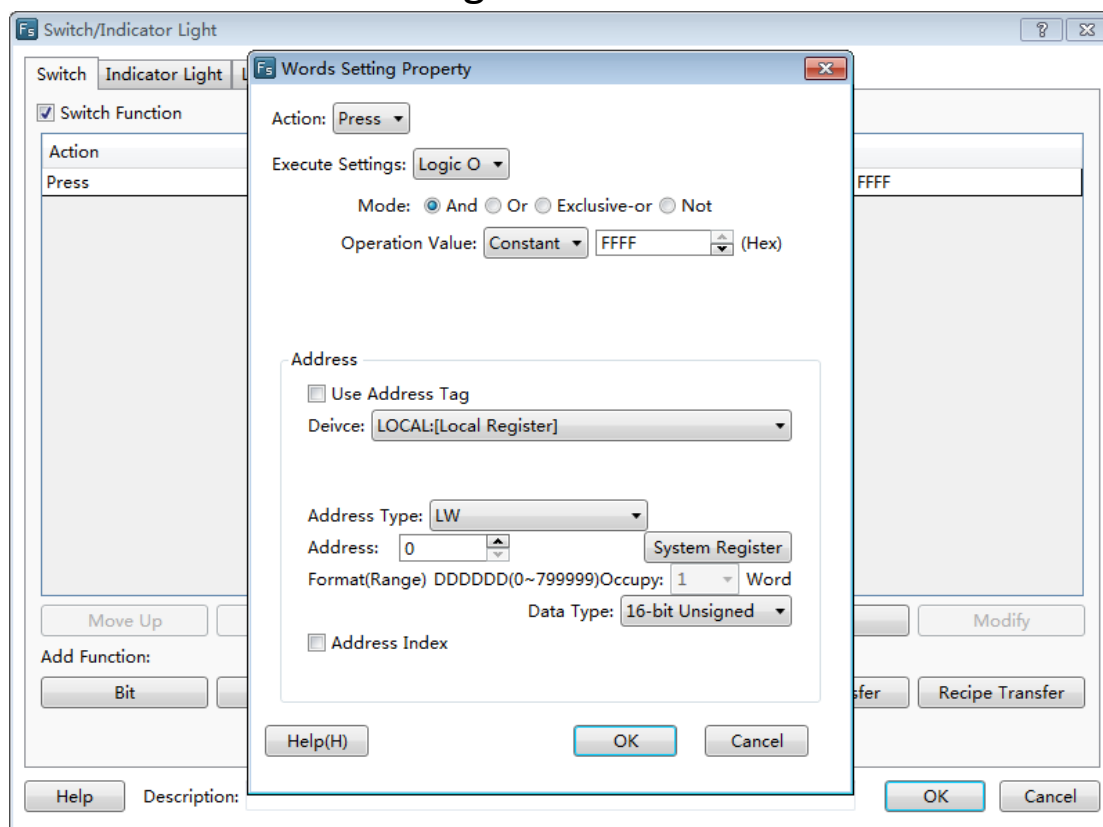 Fs Switch/Indicator Light
Switch Indicator Light
Switch Function
Action
Press FFFF
Move Up Modify
Add Function:
Bit sfer Recipe Transfer
Help Description: OK Cancel
Fs Words Setting Property
Action: Press
Execute Settings: Logic O
Mode: And Or Exclusive-or Not
Operation Value: Constant FFFF (Hex)
Address
Use Address Tag
Deivce: LOCAL:[Local Register]
Address Type: LW
Address: 0 System Register
Format(Range) DDDDDD(0~799999)Occupy: 1 Word
Data Type: 16-bit Unsigned
Address Index
Help(H) OK Cancel